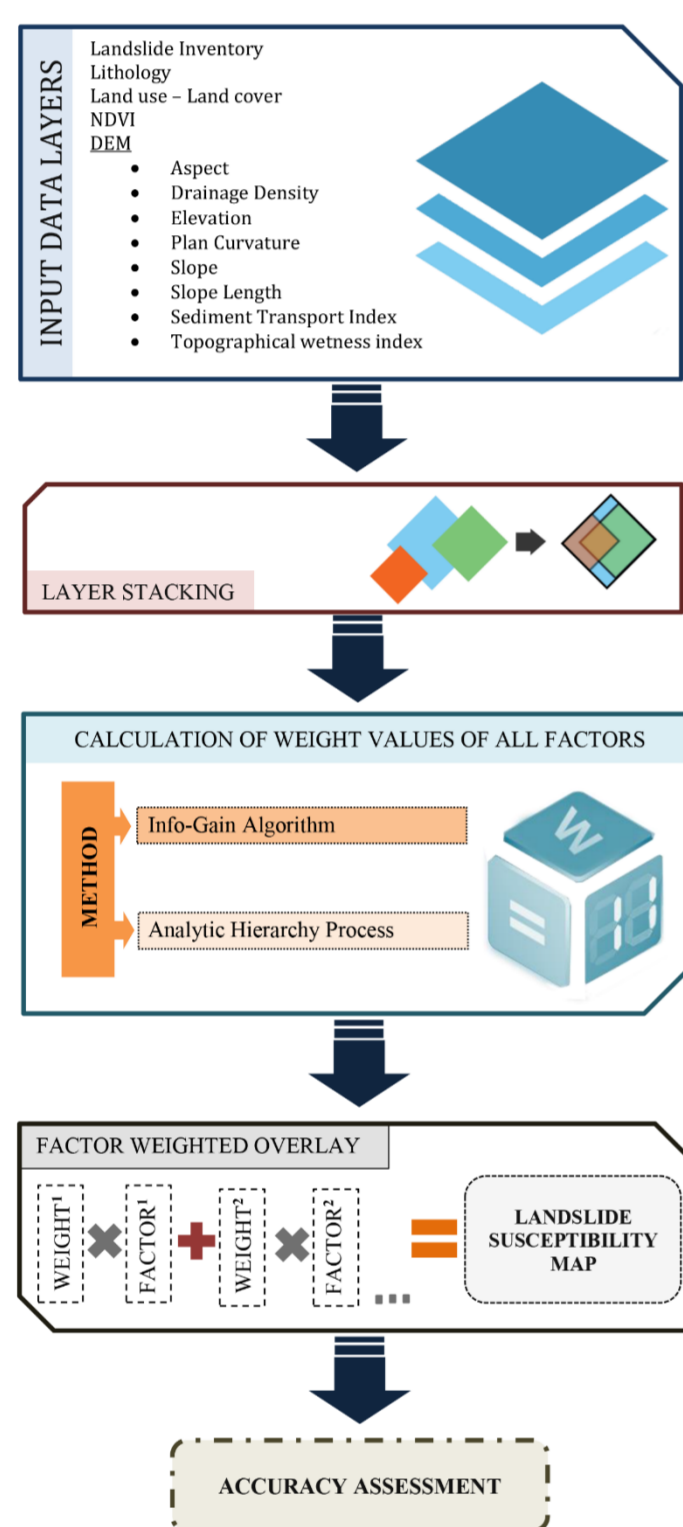 INPUT DATA LAYERS
Landslide Inventory
Lithology
Land use – Land cover
NDVI
DEM
• Aspect
• Drainage Density
• Elevation
• Plan Curvature
• Slope
• Slope Length
• Sediment Transport Index
• Topographical wetness index
LAYER STACKING
CALCULATION OF WEIGHT VALUES OF ALL FACTORS
METHOD
Info-Gain Algorithm
Analytic Hierarchy Process
W
=
11
FACTOR WEIGHTED OVERLAY
WEIGHT¹ × FACTOR¹ + WEIGHT² × FACTOR² ... =
LANDSLIDE
SUSCEPTIBILITY
MAP
ACCURACY ASSESSMENT